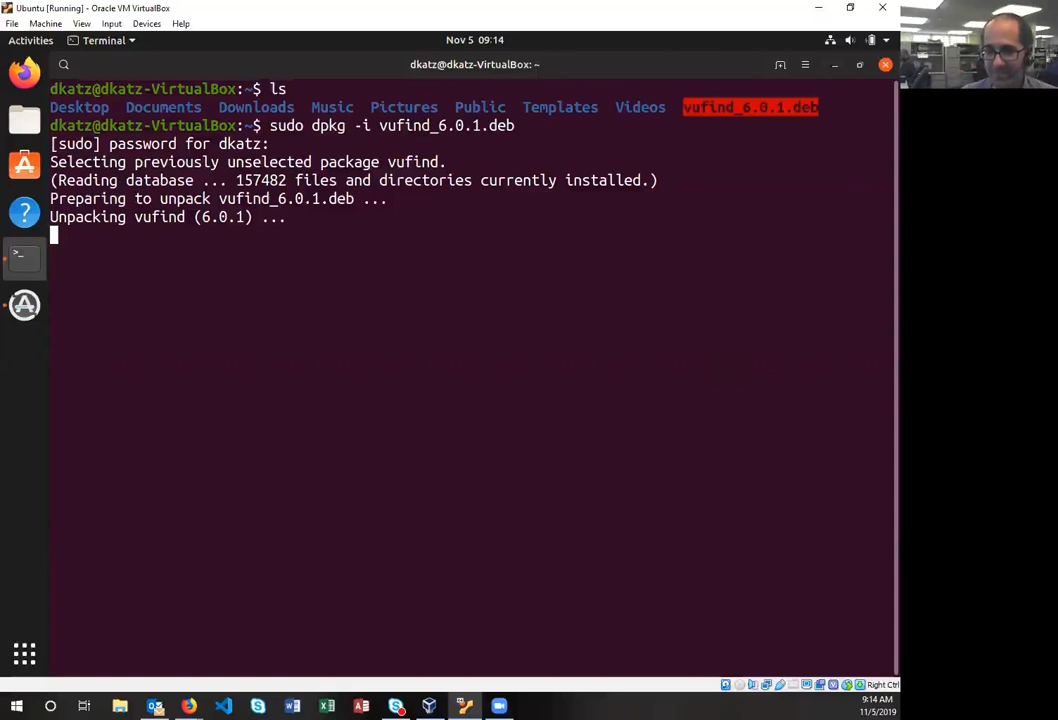 Ubuntu [Running] - Oracle VM VirtualBox
File Machine View Input Devices Help
Activities Terminal Nov 5 09:14
dkatz@dkatz-VirtualBox: ~
dkatz@dkatz-VirtualBox:~$ ls
Desktop Documents Downloads Music Pictures Public Templates Videos vufind_6.0.1.deb
dkatz@dkatz-VirtualBox:~$ sudo dpkg -i vufind_6.0.1.deb
[sudo] password for dkatz:
Selecting previously unselected package vufind.
(Reading database ... 157482 files and directories currently installed.)
Preparing to unpack vufind_6.0.1.deb ...
Unpacking vufind (6.0.1) ...
Right Ctrl
9:14 AM
11/5/2019